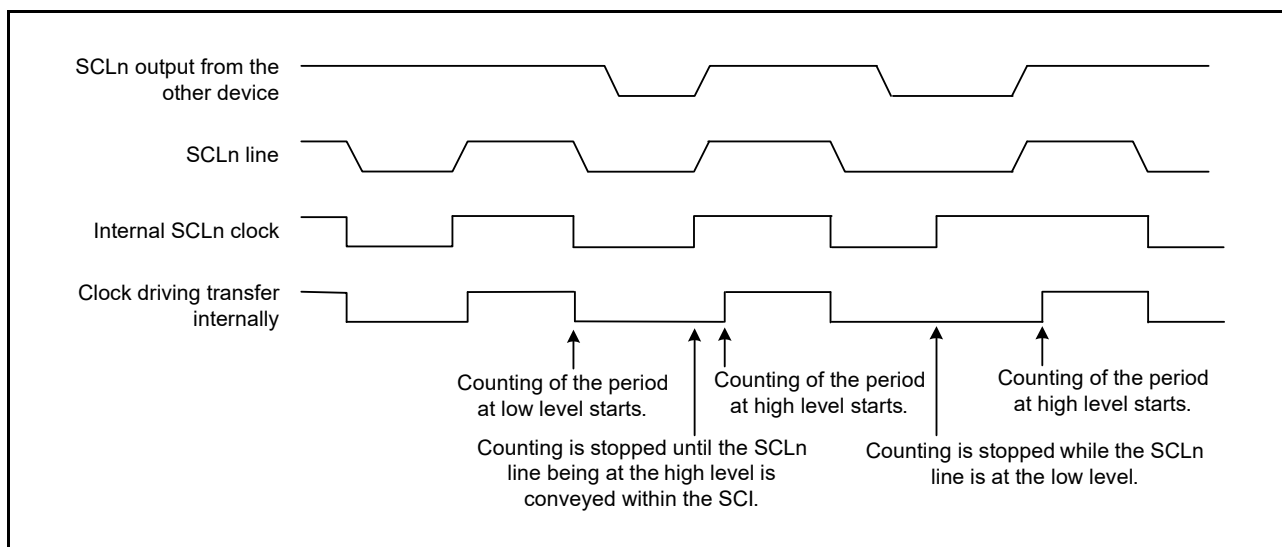 SCLn output from the
other device
SCLn line
Internal SCLn clock
Clock driving transfer
internally
Counting of the period
at low level starts.
Counting of the period
at high level starts.
Counting of the period
at high level starts.
Counting is stopped until the SCLn
line being at the high level is
conveyed within the SCI.
Counting is stopped while the SCLn
line is at the low level.